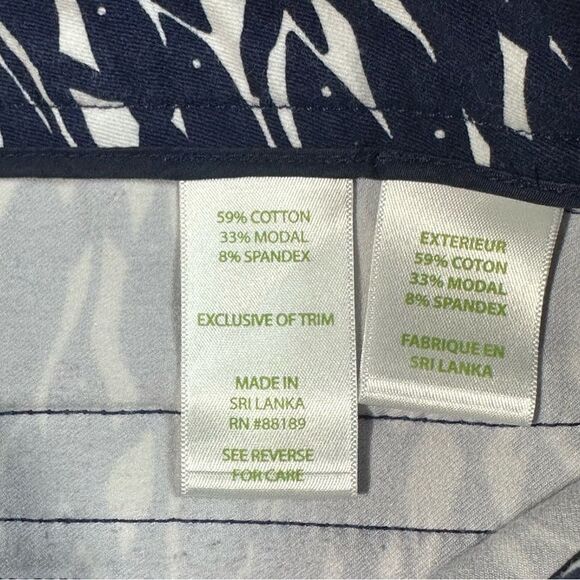 59% COTTON
33% MODAL
8% SPANDEX
EXCLUSIVE OF TRIM
MADE IN
SRI LANKA
RN #88189
SEE REVERSE
FOR CARE
EXTERIEUR
59% COTON
33% MODAL
8% SPANDEX
FABRIQUE EN
SRI LANKA